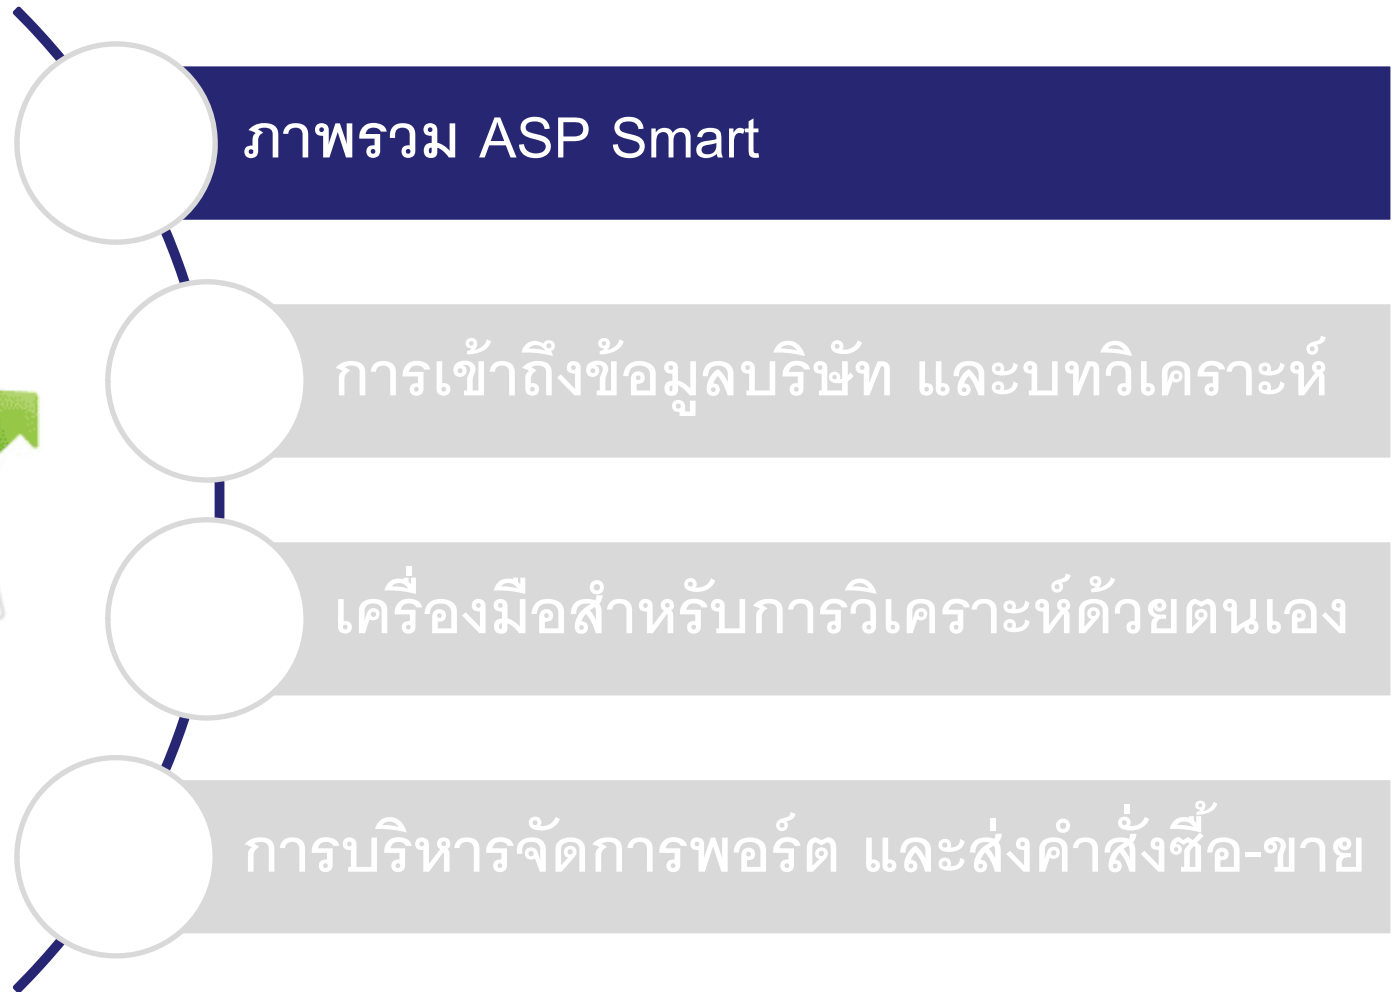 ภาพรวม ASP Smart
การเข้าถึงข้อมูลบริษัท และบทวิเคราะห์
เครื่องมือสำหรับการวิเคราะห์ด้วยตนเอง
การบริหารจัดการพอร์ต และส่งคำสั่งซื้อ-ขาย